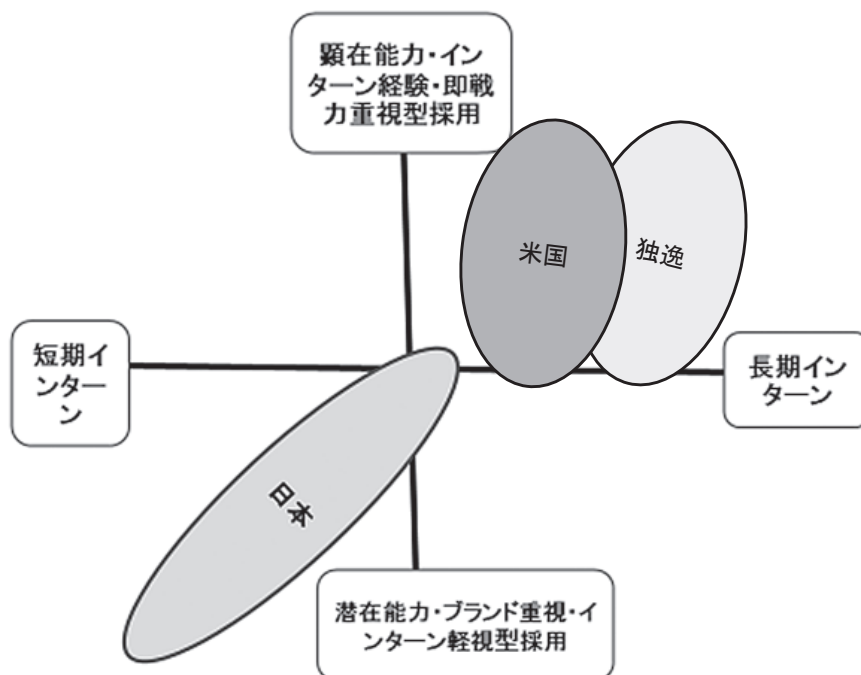 顕在能力・イン
ターン経験・即戦
力重視型採用
米国
独逸
短期イ
ンター
ン
長期イン
ターン
日本
潜在能力・ブランド重視・イ
ンターン軽視型採用